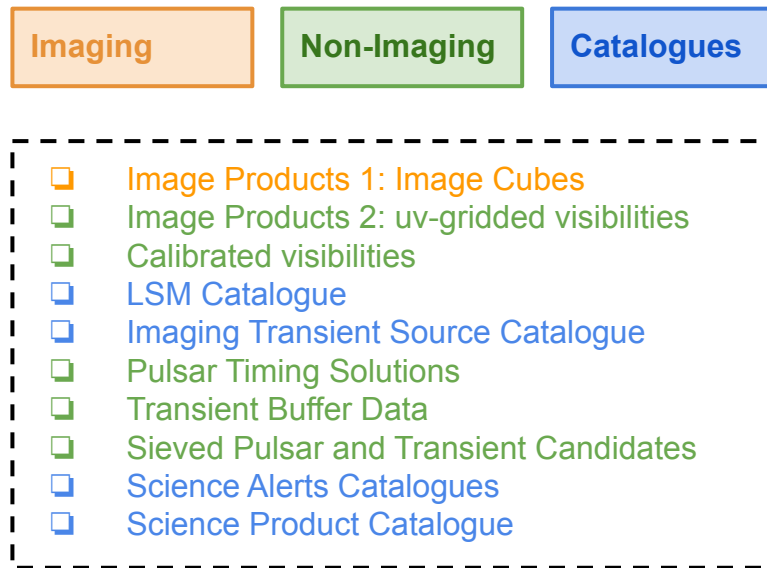 Imaging
Non-Imaging
Catalogues
Image Products 1: Image Cubes
Image Products 2: uv-gridded visibilities
Calibrated visibilities
LSM Catalogue
Imaging Transient Source Catalogue
Pulsar Timing Solutions
Transient Buffer Data
Sieved Pulsar and Transient Candidates
Science Alerts Catalogues
Science Product Catalogue